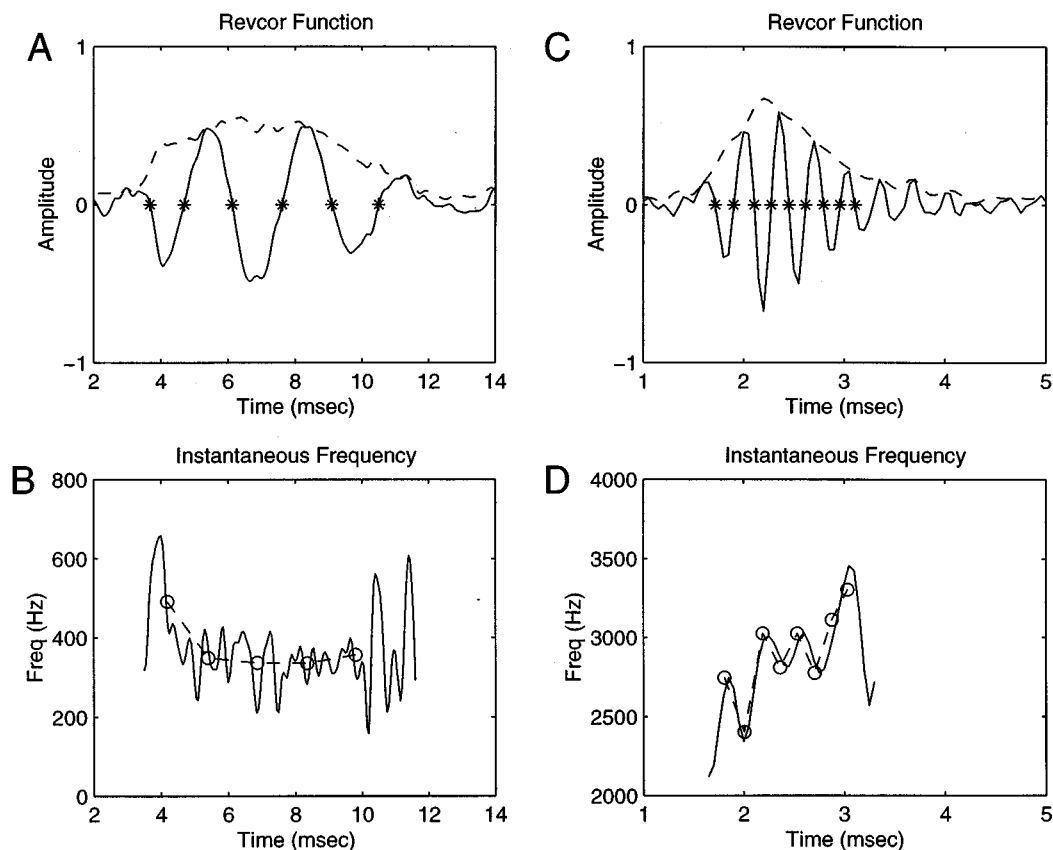 A
Revcor Function
1
0
−1
Amplitude
2 4 6 8 10 12 14
Time (msec)
C
Revcor Function
1
0
−1
Amplitude
1 2 3 4 5
Time (msec)
B
Instantaneous Frequency
800
600
400
200
0
Freq (Hz)
2 4 6 8 10 12 14
Time (msec)
D
Instantaneous Frequency
4000
3500
3000
2500
2000
Freq (Hz)
1 2 3 4 5
Time (msec)